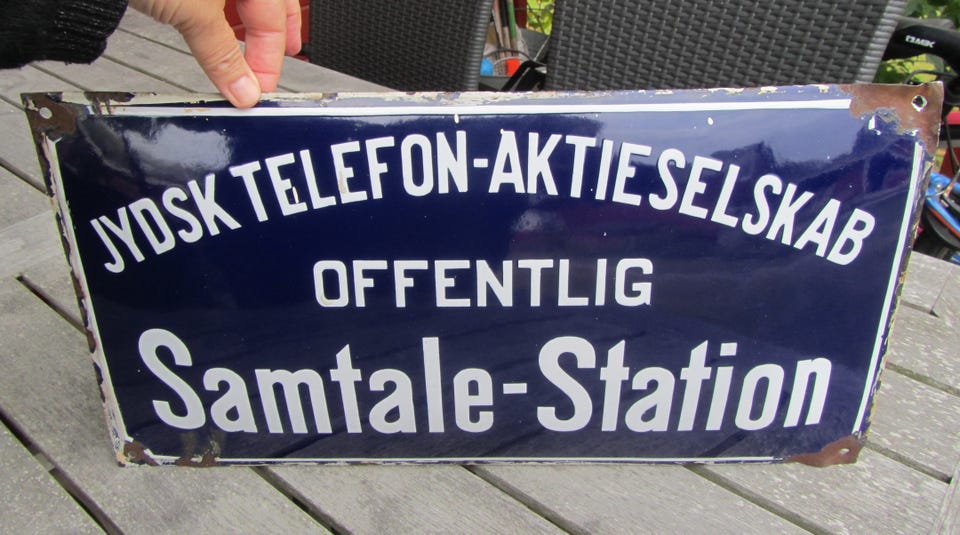 JYDSK TELEFON-AKTIESELSKAB
OFFENTLIG
Samtale-Station